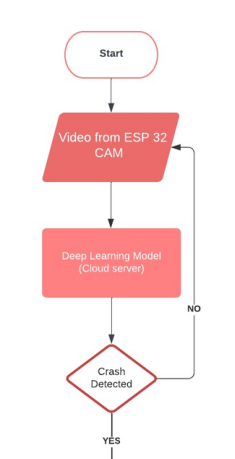 Start
Video from ESP 32
CAM
Deep Learning Model
(Cloud server)
NO
Crash
Detected
YES